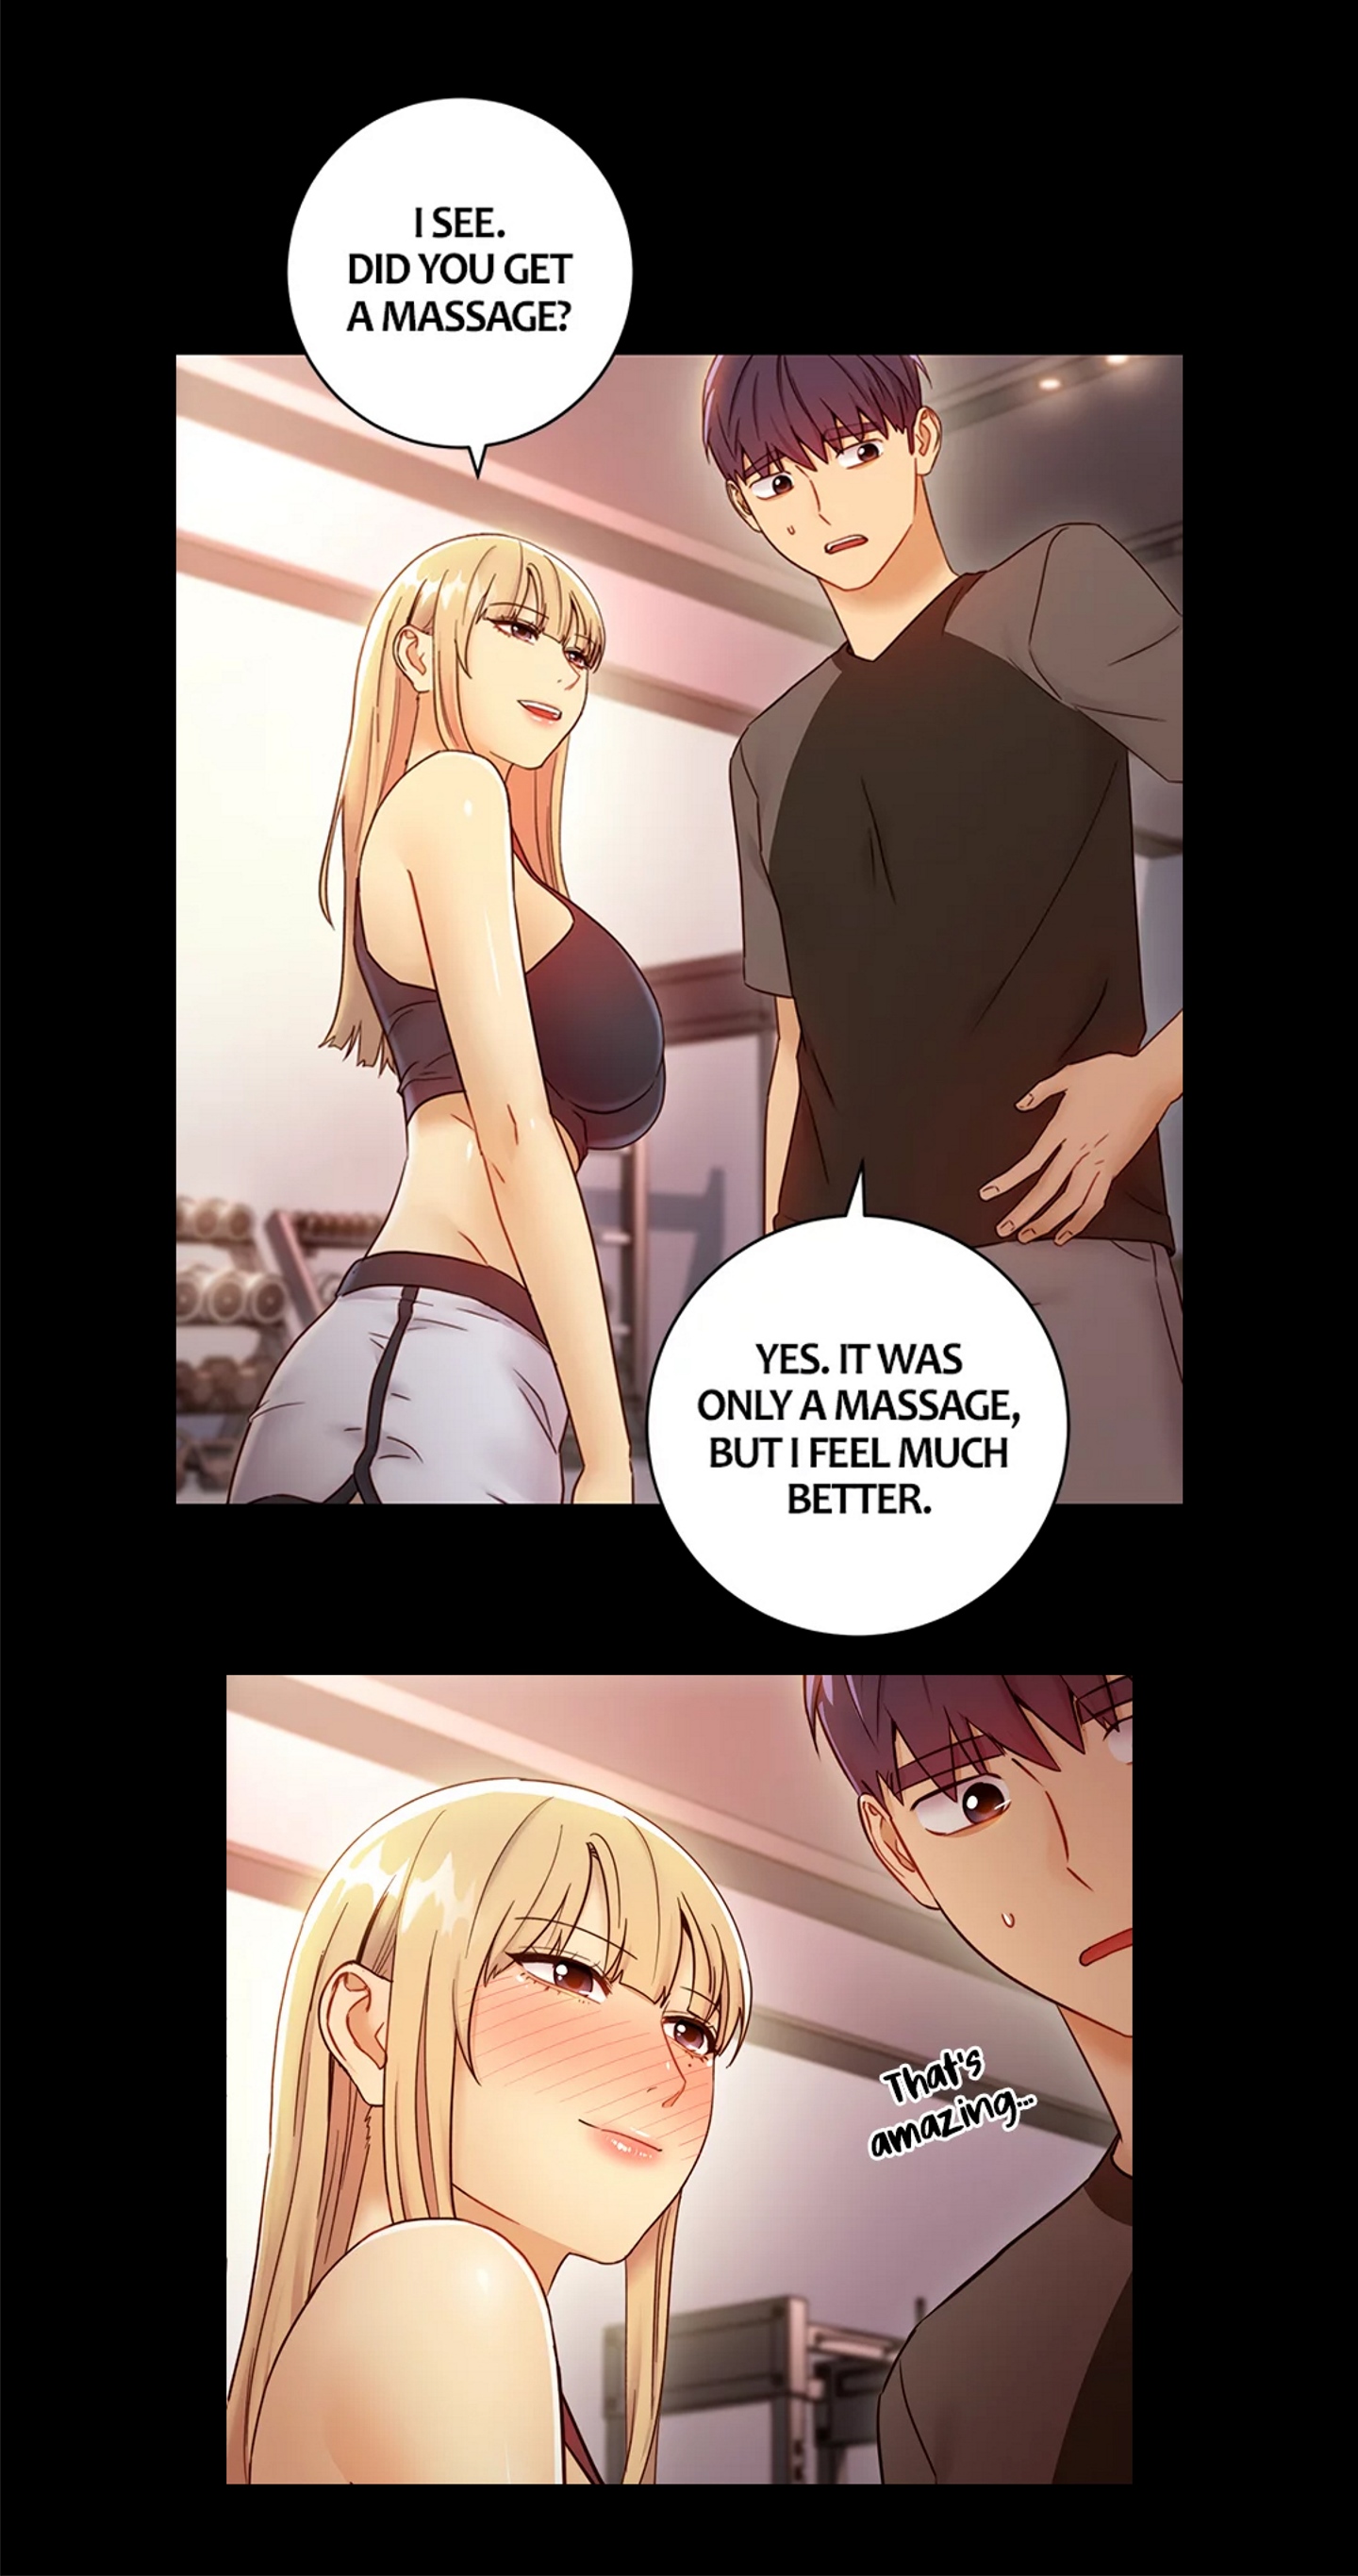 I SEE.
DID YOU GET
A MASSAGE?
YES. IT WAS
ONLY A MASSAGE,
BUT I FEEL MUCH
BETTER.
That's
amazing...